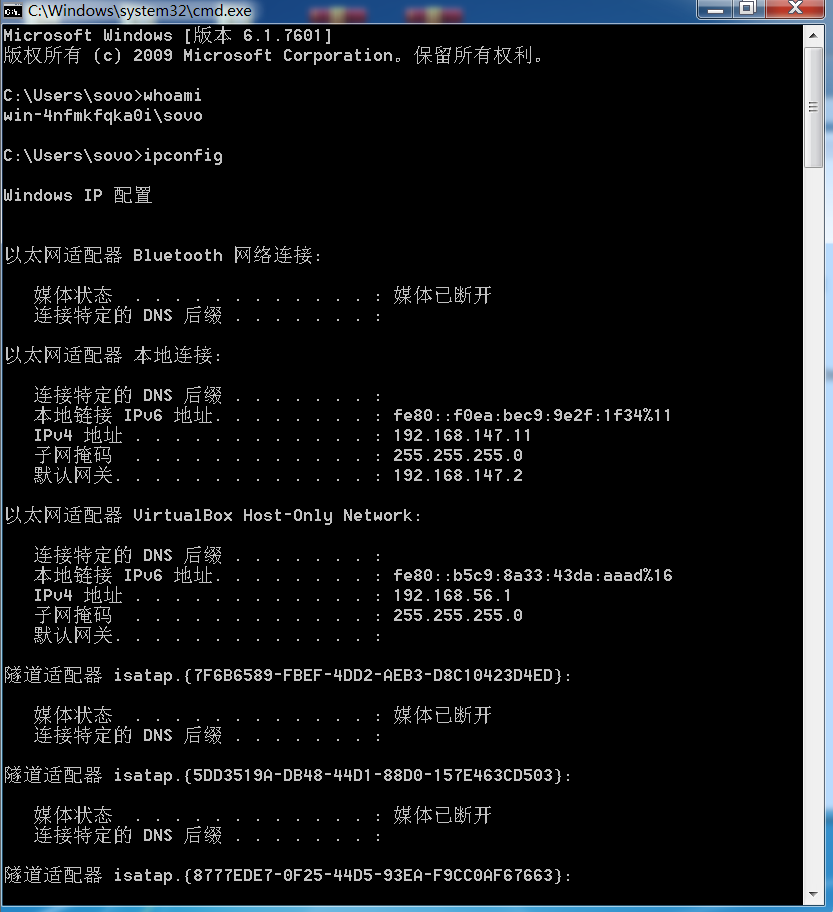 C:\Windows\system32\cmd.exe
Microsoft Windows [版本 6.1.7601]
版权所有 (c) 2009 Microsoft Corporation。保留所有权利。
C:\Users\sovo>whoami
win-4nfmkfqka0i\sovo
C:\Users\sovo>ipconfig
Windows IP 配置
以太网适配器 Bluetooth 网络连接:
媒体状态  . . . . . . . . . . . . : 媒体已断开
连接特定的 DNS 后缀 . . . . . . . :
以太网适配器 本地连接:
连接特定的 DNS 后缀 . . . . . . . :
本地链接 IPv6 地址. . . . . . . . : fe80::f0ea:bec9:9e2f:1f34%11
IPv4 地址 . . . . . . . . . . . . : 192.168.147.11
子网掩码  . . . . . . . . . . . . : 255.255.255.0
默认网关. . . . . . . . . . . . . : 192.168.147.2
以太网适配器 VirtualBox Host-Only Network:
连接特定的 DNS 后缀 . . . . . . . :
本地链接 IPv6 地址. . . . . . . . : fe80::b5c9:8a33:43da:aaad%16
IPv4 地址 . . . . . . . . . . . . : 192.168.56.1
子网掩码  . . . . . . . . . . . . : 255.255.255.0
默认网关. . . . . . . . . . . . . :
隧道适配器 isatap.{7F6B6589-FBEF-4DD2-AEB3-D8C10423D4ED}:
媒体状态  . . . . . . . . . . . . : 媒体已断开
连接特定的 DNS 后缀 . . . . . . . :
隧道适配器 isatap.{5DD3519A-DB48-44D1-88D0-157E463CD503}:
媒体状态  . . . . . . . . . . . . : 媒体已断开
连接特定的 DNS 后缀 . . . . . . . :
隧道适配器 isatap.{8777EDE7-0F25-44D5-93EA-F9CC0AF67663}: